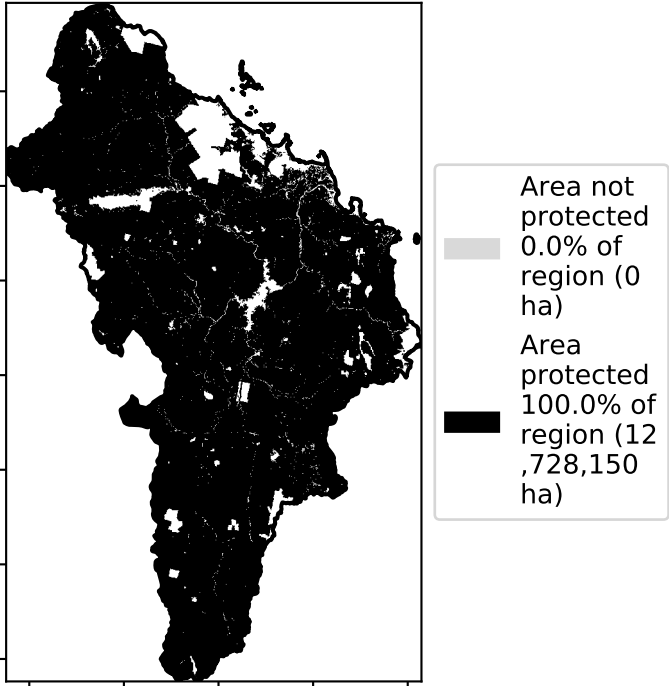 Area not
protected
0.0% of
region (0
ha)
Area
protected
100.0% of
region (12
,728,150
ha)